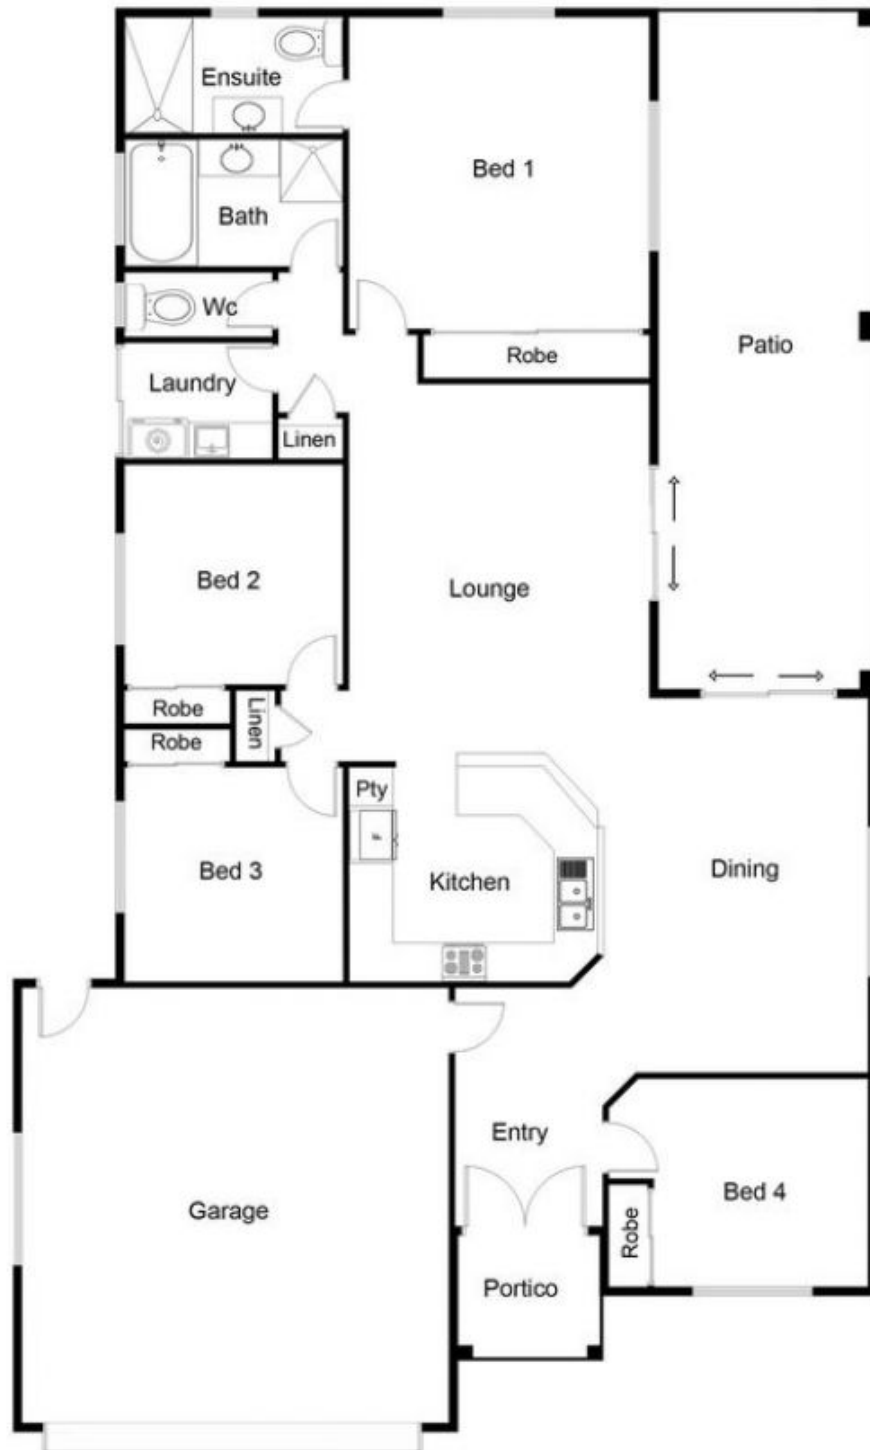 Ensuite
Bed 1
Bath
Wc
Robe
Patio
Laundry
Linen
Bed 2
Lounge
Robe
Linen
Robe
Pty
Bed 3
Kitchen
Dining
Entry
Bed 4
Garage
Robe
Portico